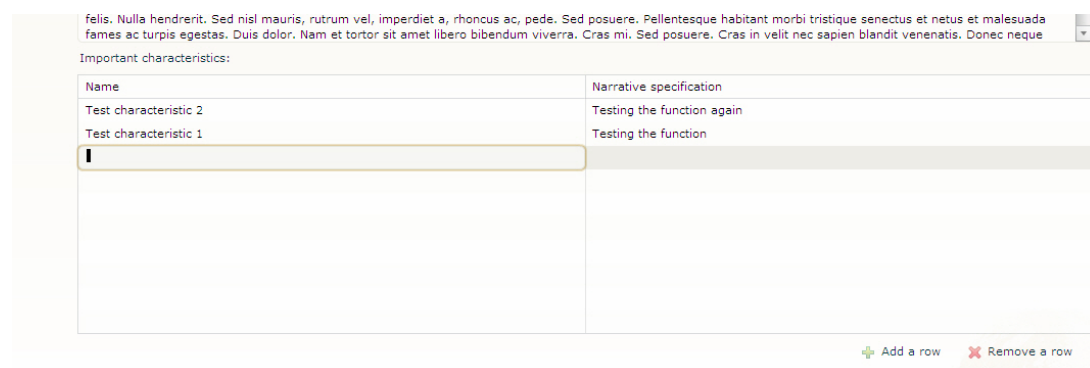 felis. Nulla hendrerit. Sed nisl mauris, rutrum vel, imperdiet a, rhoncus ac, pede. Sed posuere. Pellentesque habitant morbi tristique senectus et netus et malesuada
fames ac turpis egestas. Duis dolor. Nam et tortor sit amet libero bibendum viverra. Cras mi. Sed posuere. Cras in velit nec sapien blandit venenatis. Donec neque
Important characteristics:
Name Narrative specification
Test characteristic 2 Testing the function again
Test characteristic 1 Testing the function
Add a row Remove a row